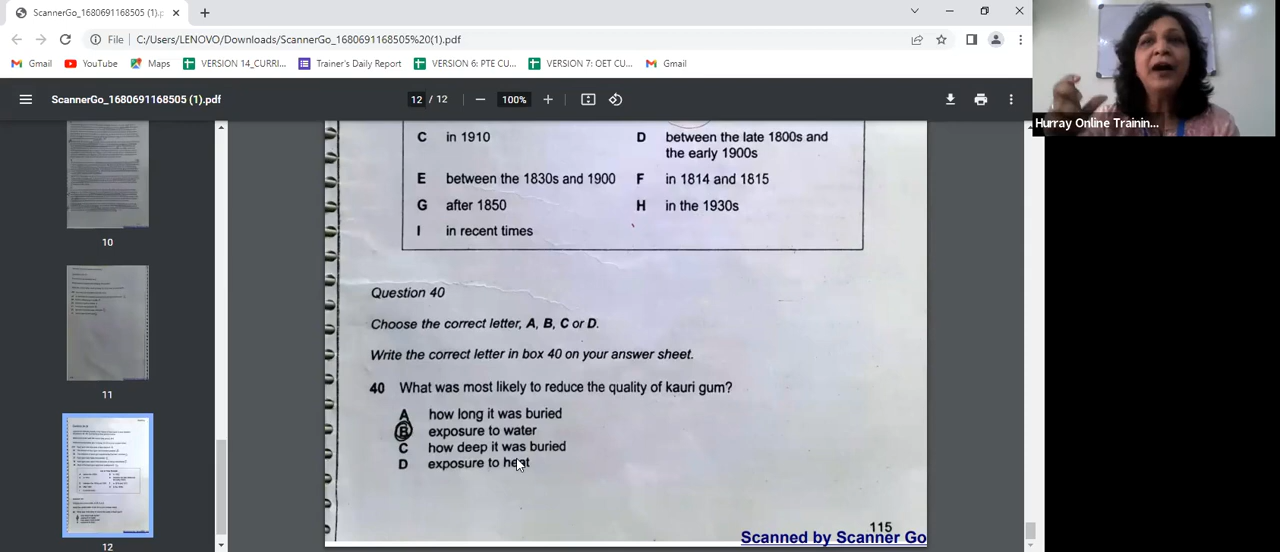 ScannerGo_1680691168505 (1).p
File
C:/Users/LENOVO/Downloads/ScannerGo_1680691168505%20(1).pdf
Gmail
YouTube
Maps
VERSION 14_CURRI...
Trainer's Daily Report
VERSION 6: PTE CU...
VERSION 7: OET CU...
Gmail
ScannerGo_1680691168505 (1).pdf
12 / 12
100%
Hurray Online Trainin...
10
11
12
C in 1910
D between the late 1800s and
the early 1900s
E between the 1830s and 1900
F in 1814 and 1815
G after 1850
H in the 1930s
I in recent times
Question 40
Choose the correct letter, A, B, C or D.
Write the correct letter in box 40 on your answer sheet.
40 What was most likely to reduce the quality of kauri gum?
A how long it was buried
B exposure to water
C how deep it was buried
D exposure to heat
115
Scanned by Scanner Go